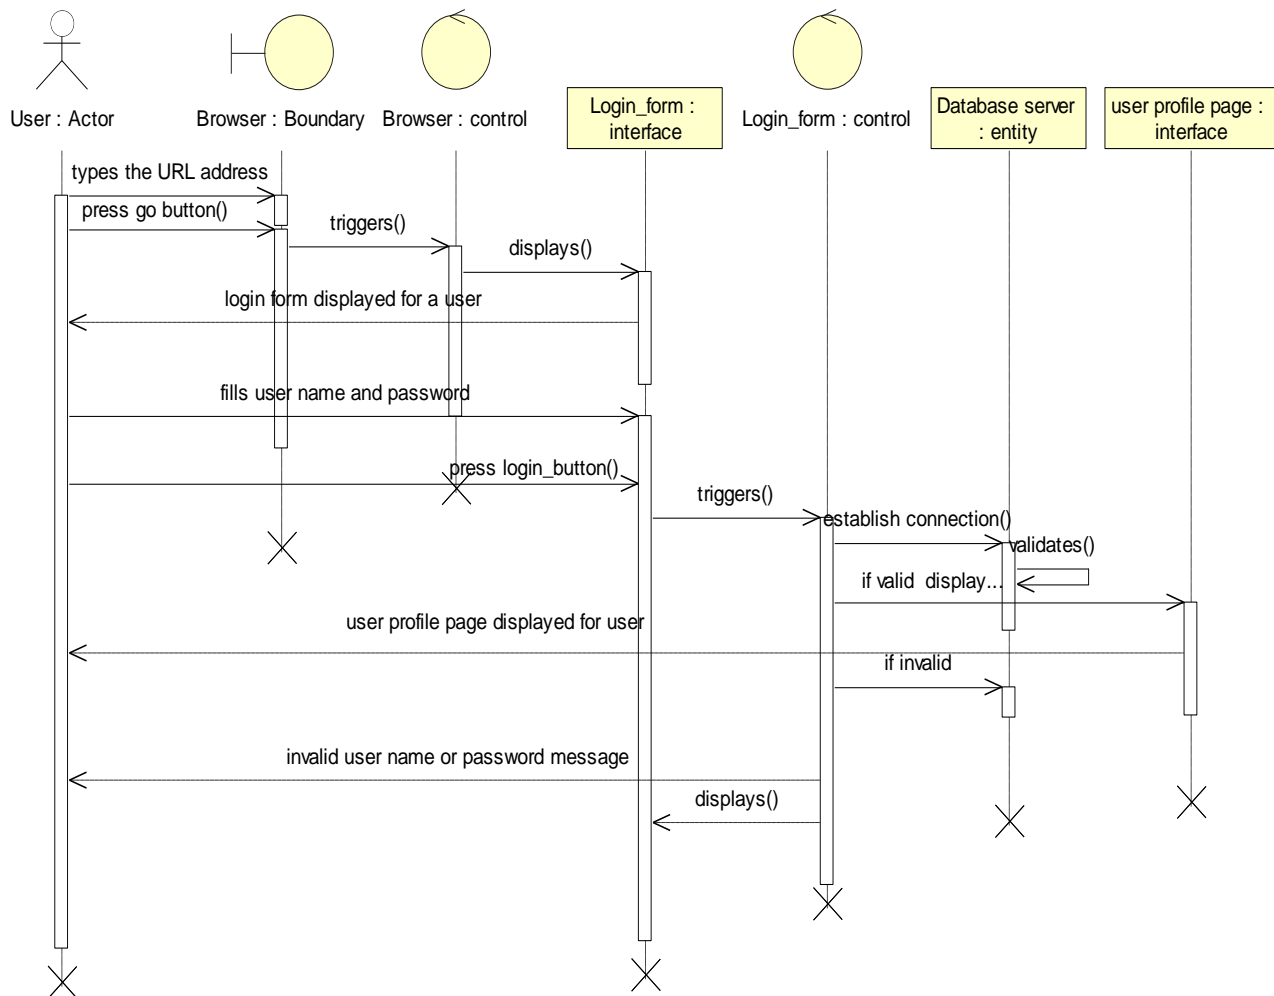 User : Actor
Browser : Boundary
Browser : control
Login_form :
interface
Login_form : control
Database server
: entity
user profile page :
interface
types the URL address
press go button()
triggers()
displays()
login form displayed for a user
fills user name and password
press login_button()
triggers()
establish connection()
validates()
if valid display...
user profile page displayed for user
if invalid
invalid user name or password message
displays()